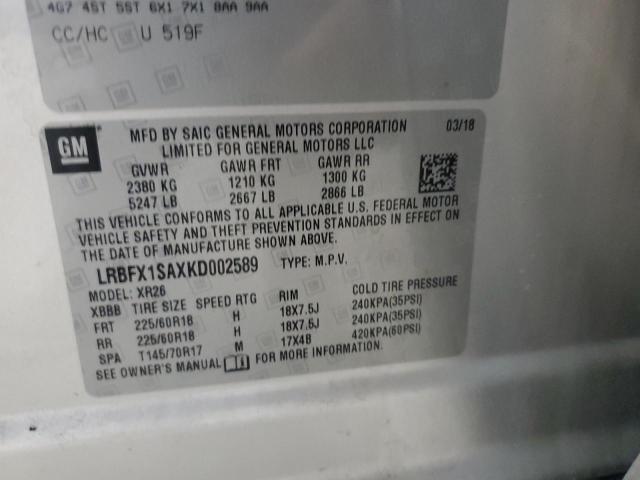 4G7 4ST 5ST 6X1 7X1 8AA 9AA
CC/HC U 519F
GM
MFD BY SAIC GENERAL MOTORS CORPORATION 03/18
LIMITED FOR GENERAL MOTORS LLC
GVWR GAWR FRT GAWR RR
2380 KG 1210 KG 1300 KG
5247 LB 2667 LB 2866 LB
THIS VEHICLE CONFORMS TO ALL APPLICABLE U.S. FEDERAL MOTOR
VEHICLE SAFETY AND THEFT PREVENTION STANDARDS IN EFFECT ON
THE DATE OF MANUFACTURE SHOWN ABOVE.
LRBFX1SAXKD002589 TYPE: M.P.V.
MODEL: XR26
XBBB TIRE SIZE SPEED RTG RIM COLD TIRE PRESSURE
FRT 225/60R18 H 18X7.5J 240KPA(35PSI)
RR 225/60R18 H 18X7.5J 240KPA(35PSI)
SPA T145/70R17 M 17X4B 420KPA(60PSI)
SEE OWNER'S MANUAL